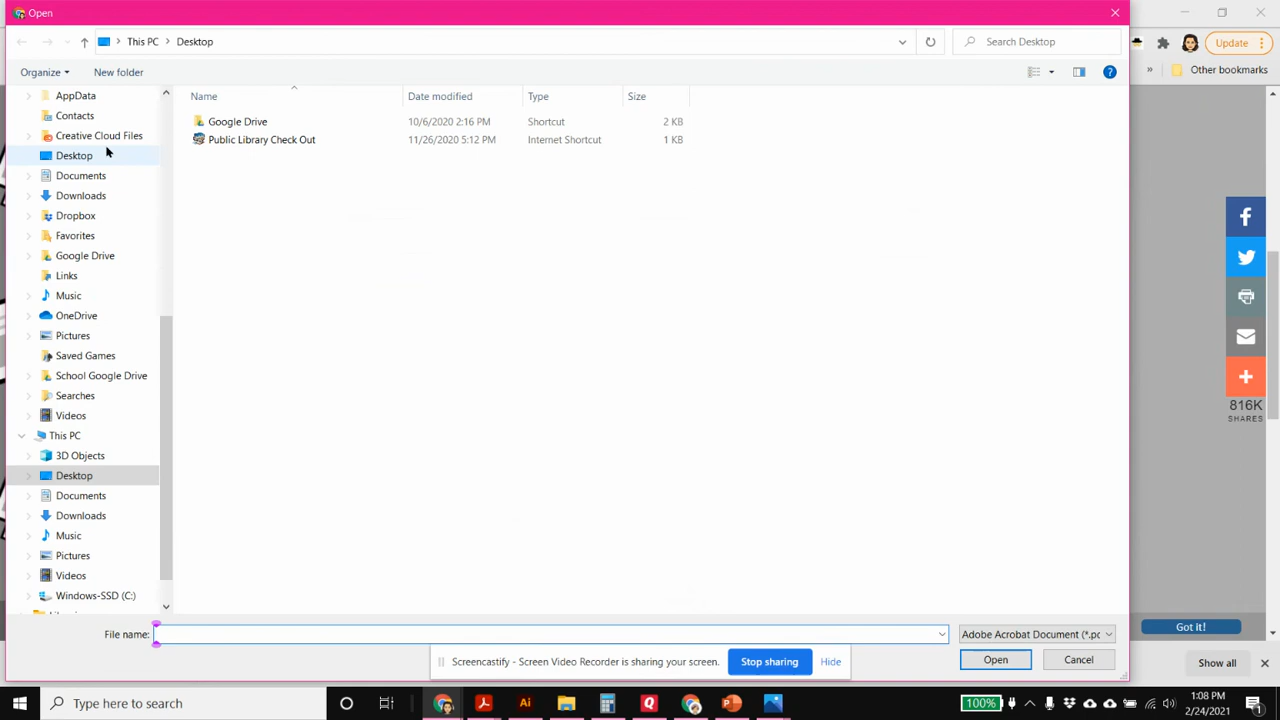 Open
This PC > Desktop
Search Desktop
Update
Organize
New folder
Other bookmarks
Name
Date modified
Type
Size
Google Drive
10/6/2020 2:16 PM
Shortcut
2 KB
Public Library Check Out
11/26/2020 5:12 PM
Internet Shortcut
1 KB
AppData
Contacts
Creative Cloud Files
Desktop
Documents
Downloads
Dropbox
Favorites
Google Drive
Links
Music
OneDrive
Pictures
Saved Games
School Google Drive
Searches
Videos
This PC
3D Objects
Desktop
Documents
Downloads
Music
Pictures
Videos
Windows-SSD (C:)
816K
SHARES
File name:
Adobe Acrobat Document (*.pc
Got it!
Screencastify - Screen Video Recorder is sharing your screen.
Stop sharing
Hide
Open
Cancel
Show all
Type here to search
100%
1:08 PM
2/24/2021